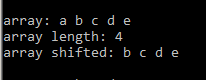 array: a b c d e
array length: 4
array shifted: b c d e